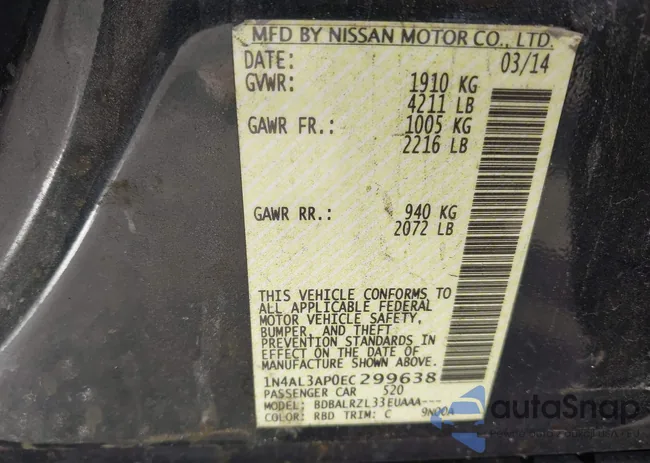 MFD BY NISSAN MOTOR CO., LTD.
DATE: 03/14
GVWR: 1910 KG
4211 LB
GAWR FR.: 1005 KG
2216 LB
GAWR RR.: 940 KG
2072 LB
THIS VEHICLE CONFORMS TO
ALL APPLICABLE FEDERAL
MOTOR VEHICLE SAFETY,
BUMPER, AND THEFT
PREVENTION STANDARDS IN
EFFECT ON THE DATE OF
MANUFACTURE SHOWN ABOVE.
1N4AL3AP0EC299638
PASSENGER CAR 520
MODEL: BDBALRZL33EUAAA---
COLOR: RBD TRIM: C 9N00A
autoSnap